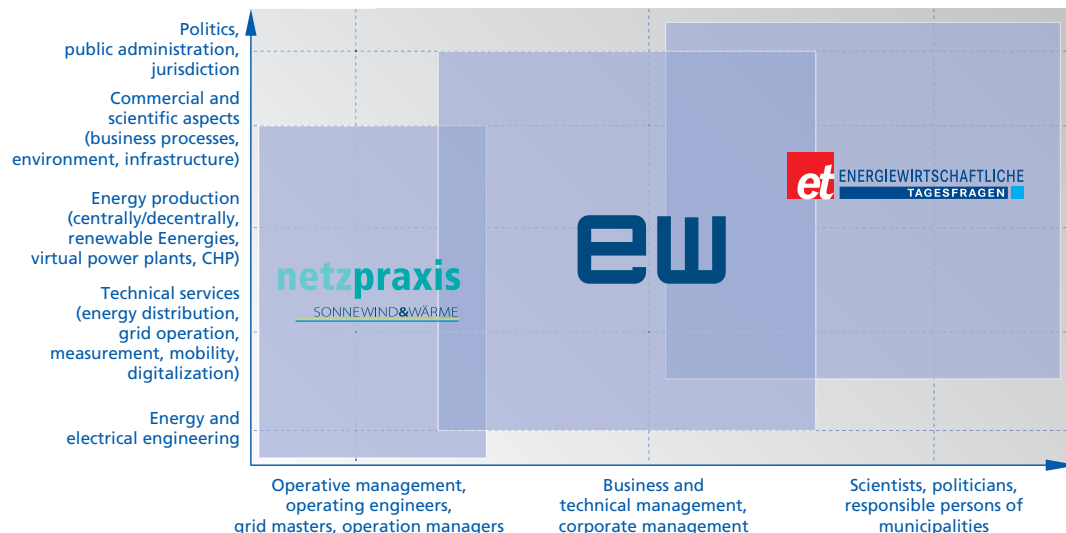 Politics,
public administration,
jurisdiction
Commercial and
scientific aspects
(business processes,
environment, infrastructure)
Energy production
(centrally/decentrally,
renewable Eenergies,
virtual power plants, CHP)
Technical services
(energy distribution,
grid operation,
measurement, mobility,
digitalization)
Energy and
electrical engineering
netzpraxis
SONNEWIND&WÄRME
ew
et ENERGIEWIRTSCHAFTLICHE
TAGESFRAGEN
Operative management,
operating engineers,
grid masters, operation managers
Business and
technical management,
corporate management
Scientists, politicians,
responsible persons of
municipalities